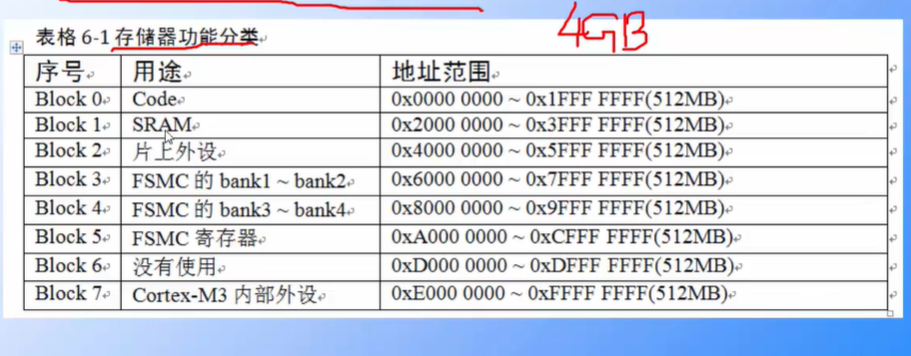 4GB
表格 6-1 存储器功能分类
序号 用途 地址范围
Block 0 Code 0x0000 0000 ~ 0x1FFF FFFF(512MB)
Block 1 SRAM 0x2000 0000 ~ 0x3FFF FFFF(512MB)
Block 2 片上外设 0x4000 0000 ~ 0x5FFF FFFF(512MB)
Block 3 FSMC 的 bank1 ~ bank2 0x6000 0000 ~ 0x7FFF FFFF(512MB)
Block 4 FSMC 的 bank3 ~ bank4 0x8000 0000 ~ 0x9FFF FFFF(512MB)
Block 5 FSMC 寄存器 0xA000 0000 ~ 0xCFFF FFFF(512MB)
Block 6 没有使用 0xD000 0000 ~ 0xDFFF FFFF(512MB)
Block 7 Cortex-M3 内部外设 0xE000 0000 ~ 0xFFFF FFFF(512MB)